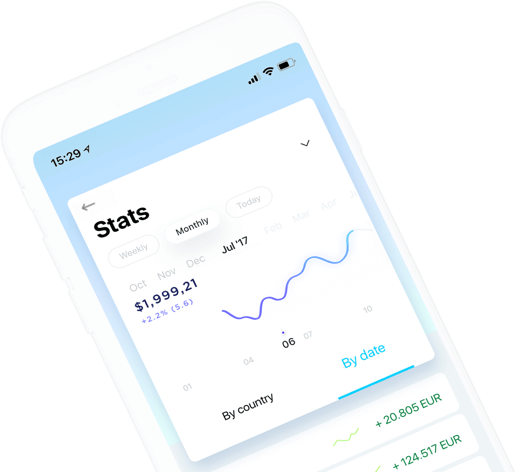 15:29
Stats
Weekly Monthly Today
Oct Nov Dec Jul '17 Feb Mar Apr
$1,999,21
+2.2% (5,6)
01 04 06 07 10
By country By date
+ 20.805 EUR
+ 124.517 EUR